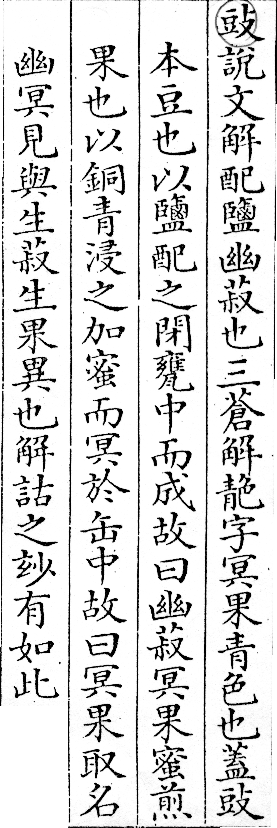 豉說文解配鹽幽菽也三蒼解䒌字冥果青色也蓋豉
本豆也以鹽配之閉甕中而成故曰幽菽冥果蜜煎
果也以銅青浸之加蜜而冥於缶中故曰冥果取名
幽冥見與生菽生果異也解詁之玅有如此